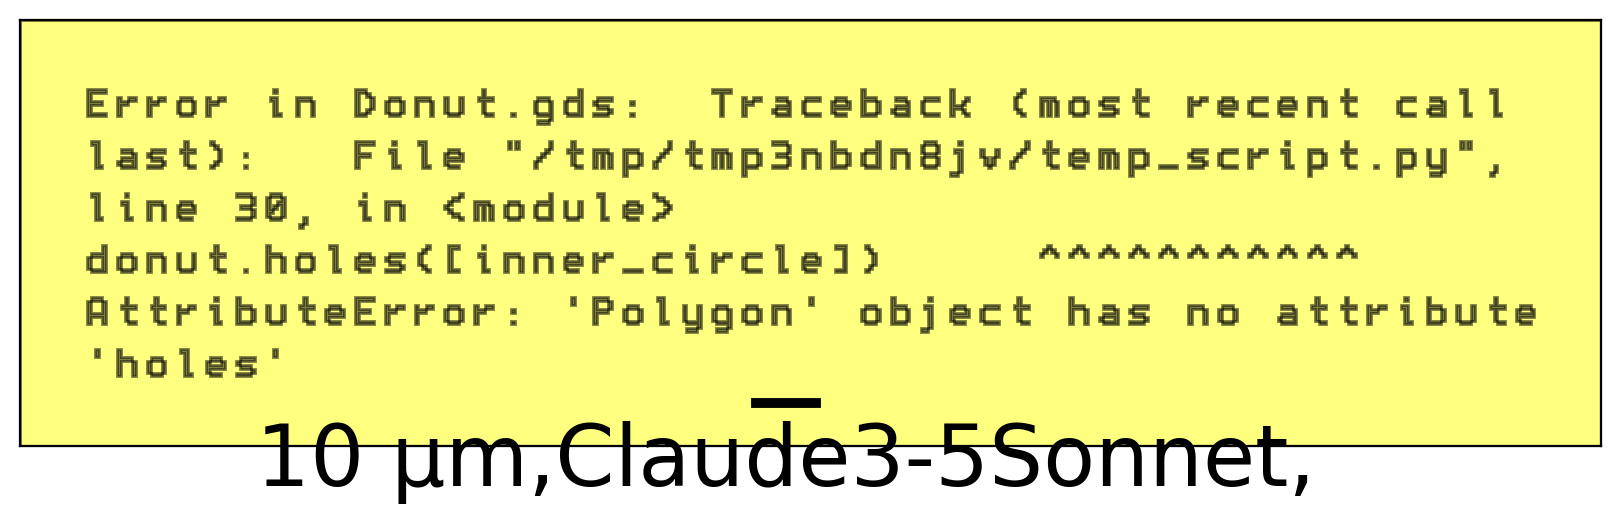 Error in Donut.gds:  Traceback (most recent call
last):   File "/tmp/tmp3nbdn8jv/temp_script.py",
line 30, in <module>
donut.holes([inner_circle])     ^^^^^^^^^^^
AttributeError: 'Polygon' object has no attribute
'holes'
10 µm,Claude3-5Sonnet,